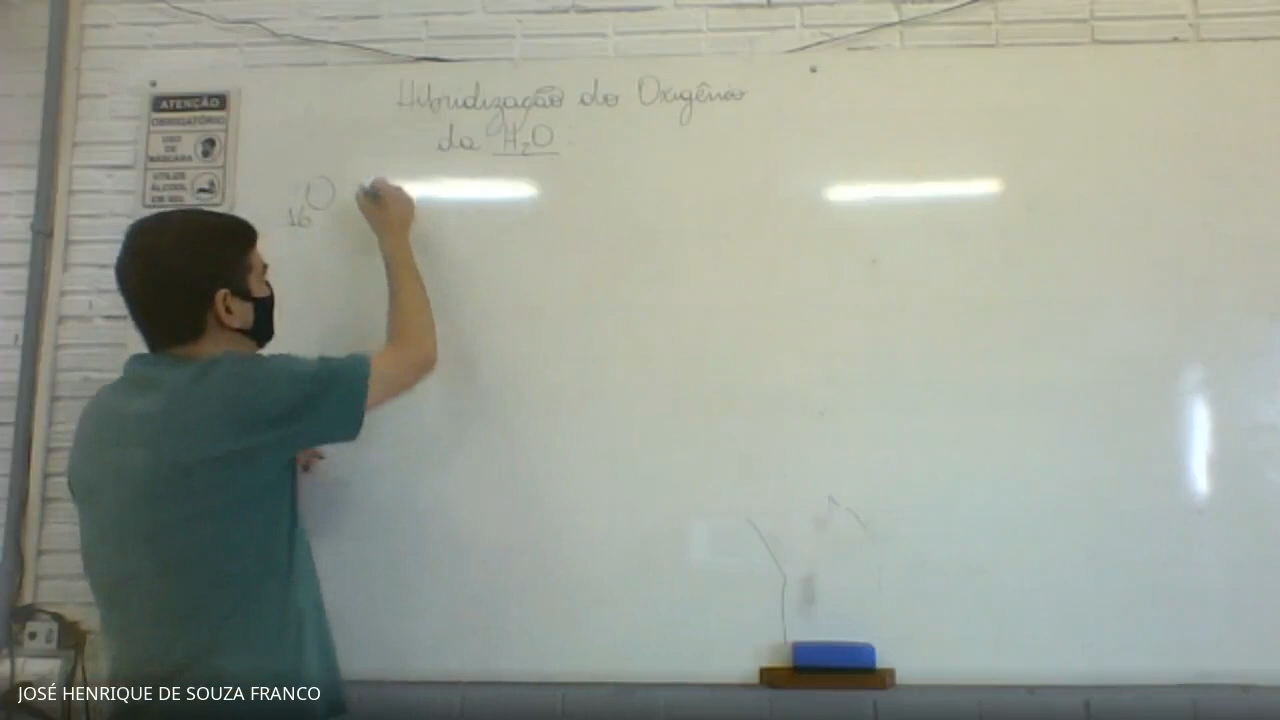 Hibridização do Oxigênio
da H₂O
ATENÇÃO
OBRIGATÓRIO
USO
DE
MÁSCARA
UTILIZE
ÁLCOOL
EM GEL
16O
JOSÉ HENRIQUE DE SOUZA FRANCO